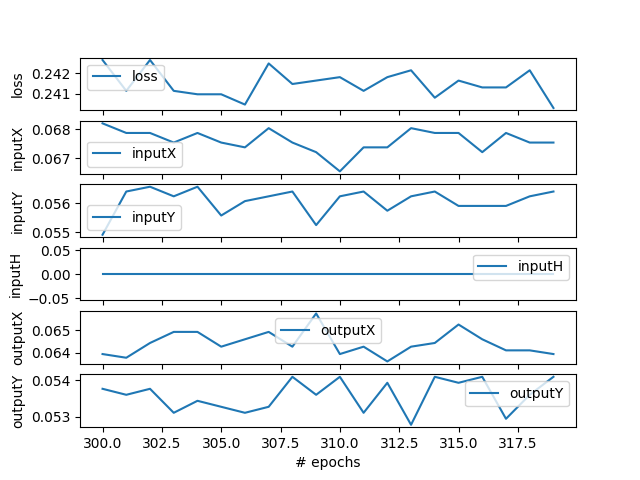 loss
0.242
0.241
loss
inputX
0.068
0.067
inputX
inputY
0.056
0.055
inputY
inputH
0.05
0.00
−0.05
inputH
outputX
0.065
0.064
outputX
outputY
0.054
0.053
outputY
300.0 302.5 305.0 307.5 310.0 312.5 315.0 317.5
# epochs